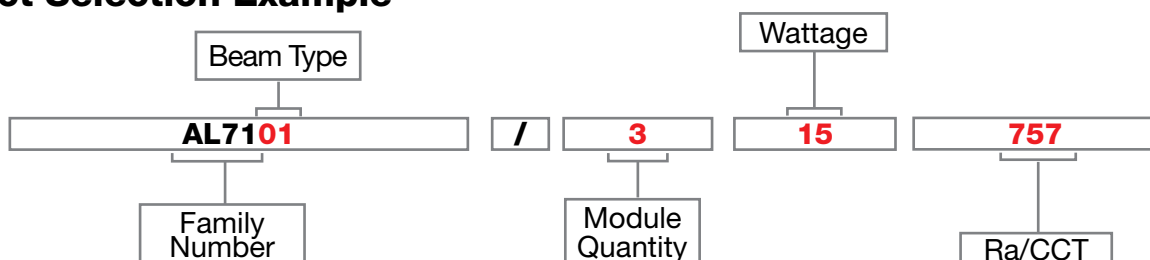 Selection Example
Wattage
Beam Type
AL7101 / 3 15 757
Family
Number
Module
Quantity
Ra/CCT